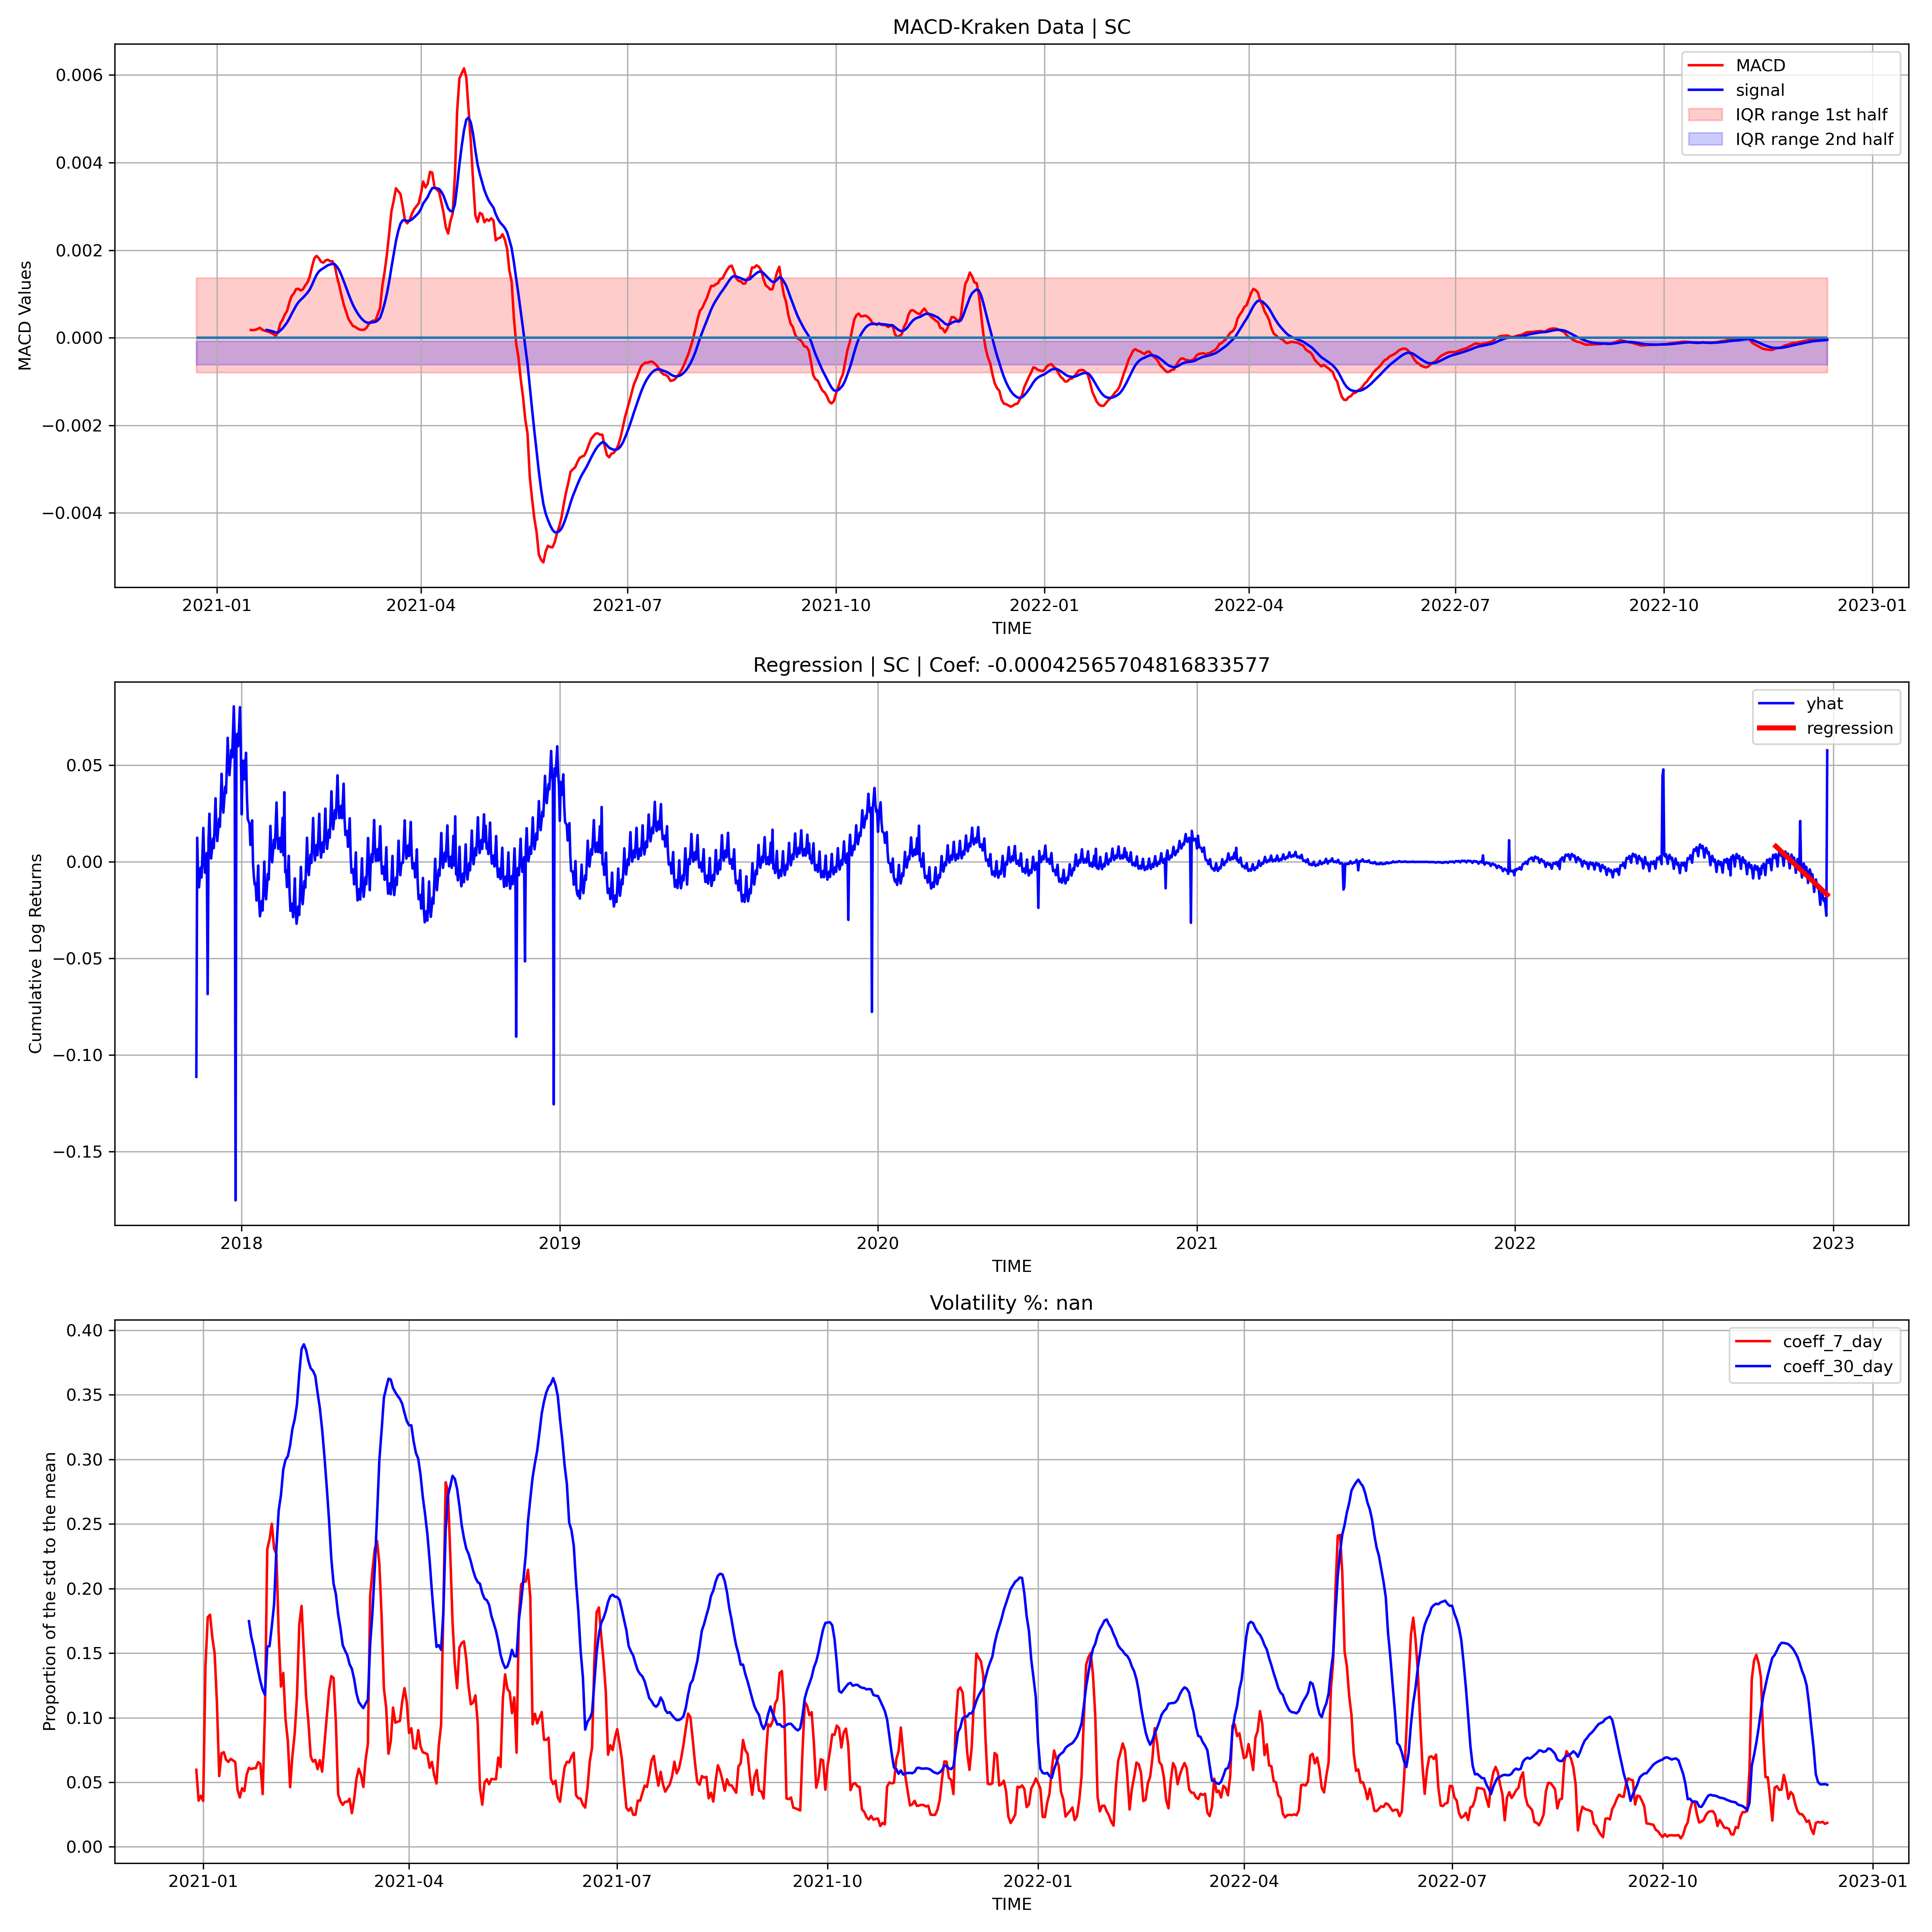 MACD-Kraken Data | SC
MACD
signal
IQR range 1st half
IQR range 2nd half
MACD Values
0.006
0.004
0.002
0.000
−0.002
−0.004
2021-01
2021-04
2021-07
2021-10
2022-01
2022-04
2022-07
2022-10
2023-01
TIME
Regression | SC | Coef: -0.00042565704816833577
yhat
regression
Cumulative Log Returns
0.05
0.00
−0.05
−0.10
−0.15
2018
2019
2020
2021
2022
2023
TIME
Volatility %: nan
coeff_7_day
coeff_30_day
Proportion of the std to the mean
0.40
0.35
0.30
0.25
0.20
0.15
0.10
0.05
0.00
2021-01
2021-04
2021-07
2021-10
2022-01
2022-04
2022-07
2022-10
2023-01
TIME